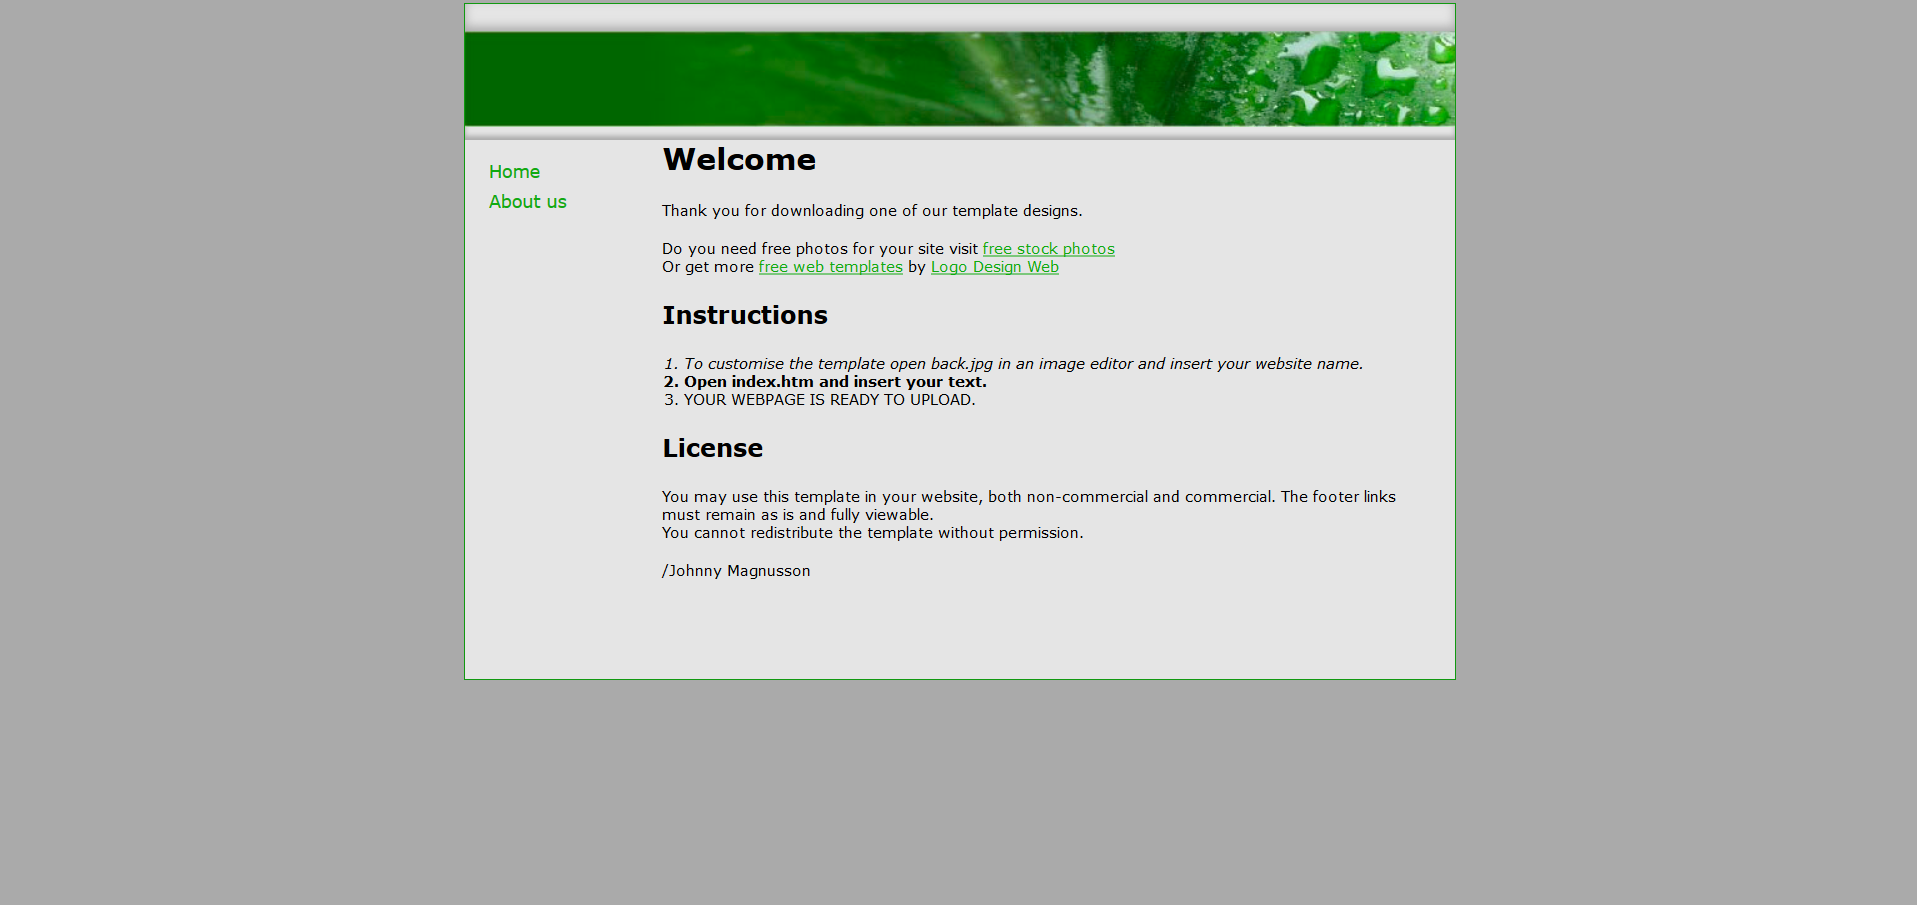 Home
About us
Welcome
Thank you for downloading one of our template designs.
Do you need free photos for your site visit free stock photos
Or get more free web templates by Logo Design Web
Instructions
1. To customise the template open back.jpg in an image editor and insert your website name.
2. Open index.htm and insert your text.
3. YOUR WEBPAGE IS READY TO UPLOAD.
License
You may use this template in your website, both non-commercial and commercial. The footer links
must remain as is and fully viewable.
You cannot redistribute the template without permission.
/Johnny Magnusson